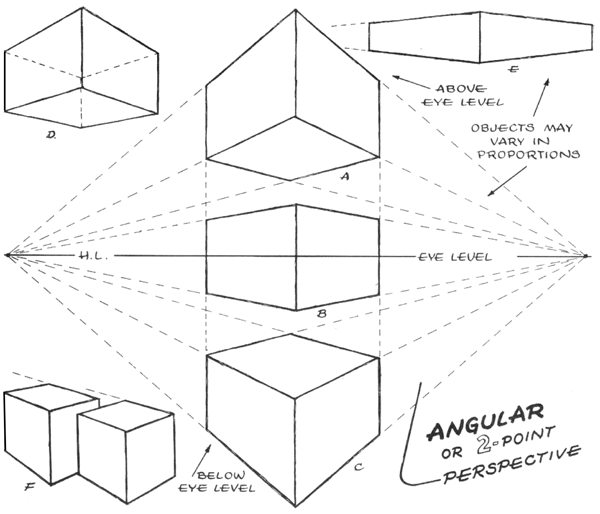 D.
E
ABOVE
EYE LEVEL
OBJECTS MAY
VARY IN
PROPORTIONS
A
H.L.
EYE LEVEL
B
F
BELOW
EYE LEVEL
C
ANGULAR
OR 2-POINT
PERSPECTIVE